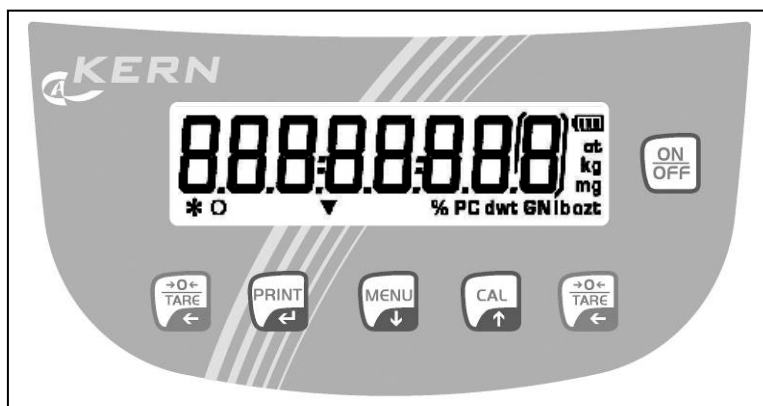 KERN
8.8.8:8.8:8.8.(8)
ct
kg
mg
* O ▼ % PC dwt GN lb ozt
ON
OFF
→0←
TARE
←
PRINT
↵
MENU
↓
CAL
↑
→0←
TARE
←